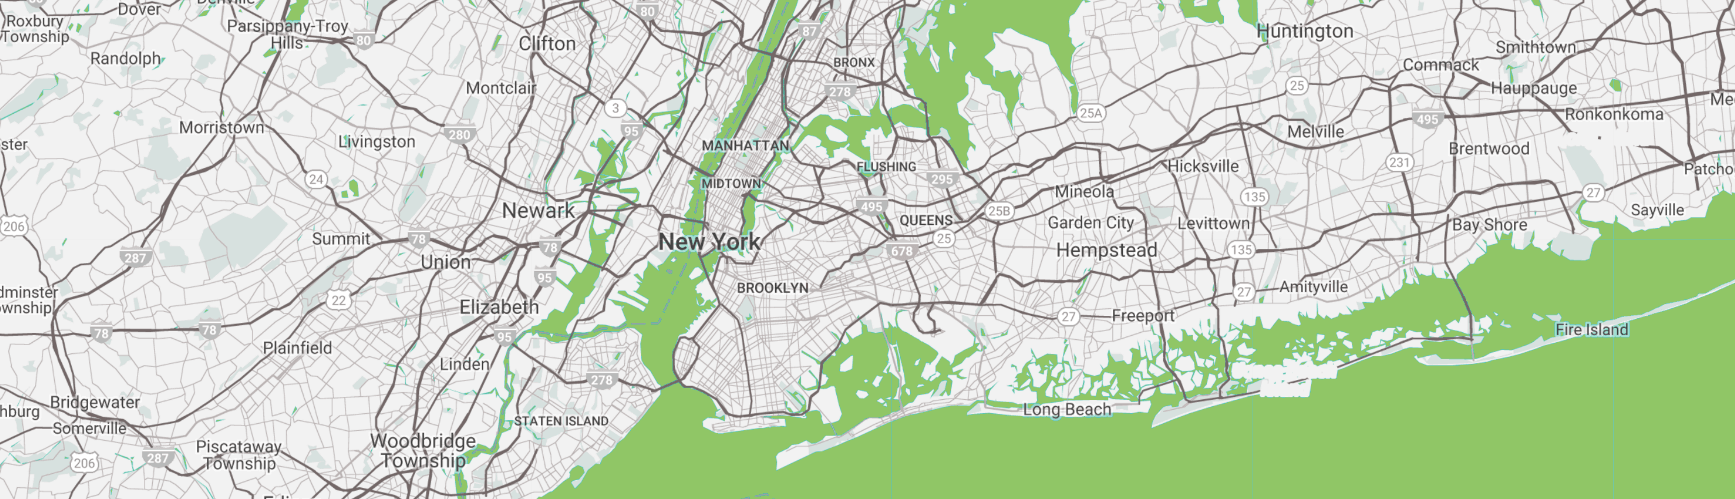 Roxbury
Township
Dover
Denville
Parsippany-Troy
Hills
80
Randolph
Clifton
80
87
BRONX
278
Huntington
Smithtown
Commack
25
Hauppauge
Montclair
3
95
280
25A
495
Ronkonkoma
Morristown
Livingston
MANHATTAN
Melville
Brentwood
FLUSHING
Hicksville
231
24
MIDTOWN
295
Mineola
135
27
Newark
495
25B
Sayville
206
Summit
78
78
QUEENS
Garden City
Levittown
Bay Shore
New York
25
Hempstead
135
678
287
Union
95
BROOKLYN
Amityville
27
22
Elizabeth
Freeport
27
78
78
95
Fire Island
Plainfield
Linden
278
Bridgewater
Long Beach
Somerville
STATEN ISLAND
Piscataway
Township
Woodbridge
Township
206
287